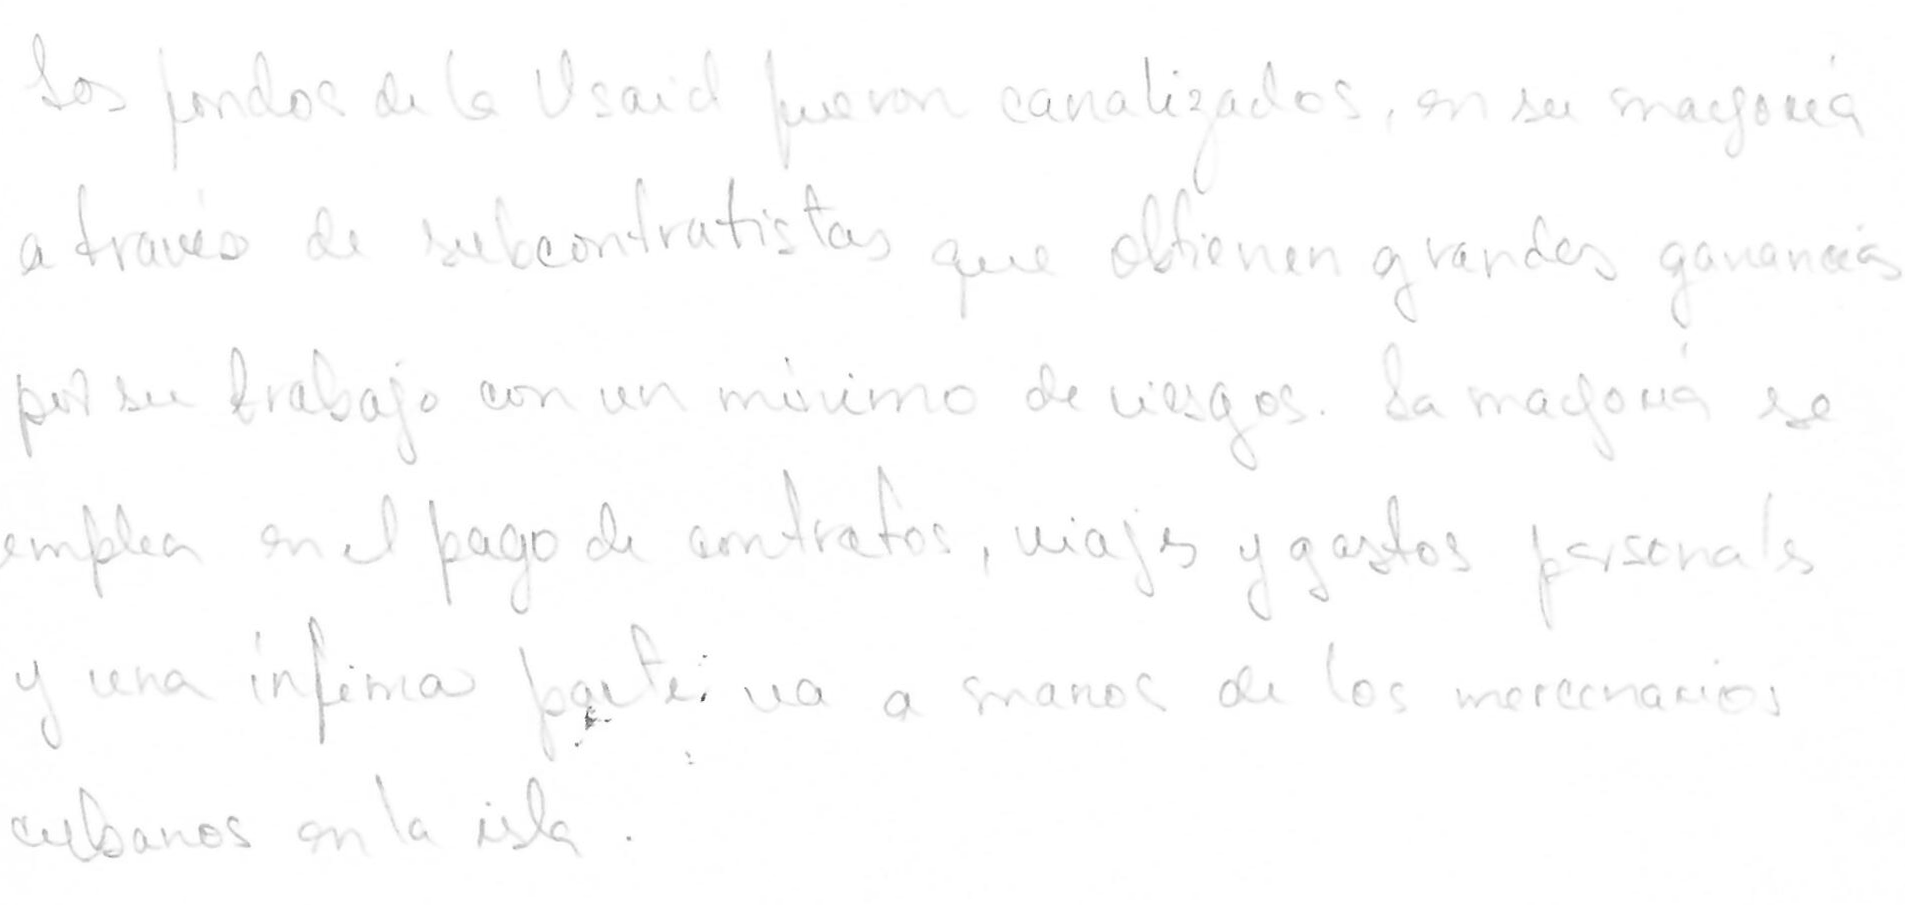 Los fondos de la Usaid fueron canalizados, en su mayoría
a través de subcontratistas que obtienen grandes ganancias
por su trabajo con un mínimo de riesgos. La mayoría se
emplea en el pago de contratos, viajes y gastos personales
y una ínfima parte va a manos de los mercenarios
cubanos en la isla.